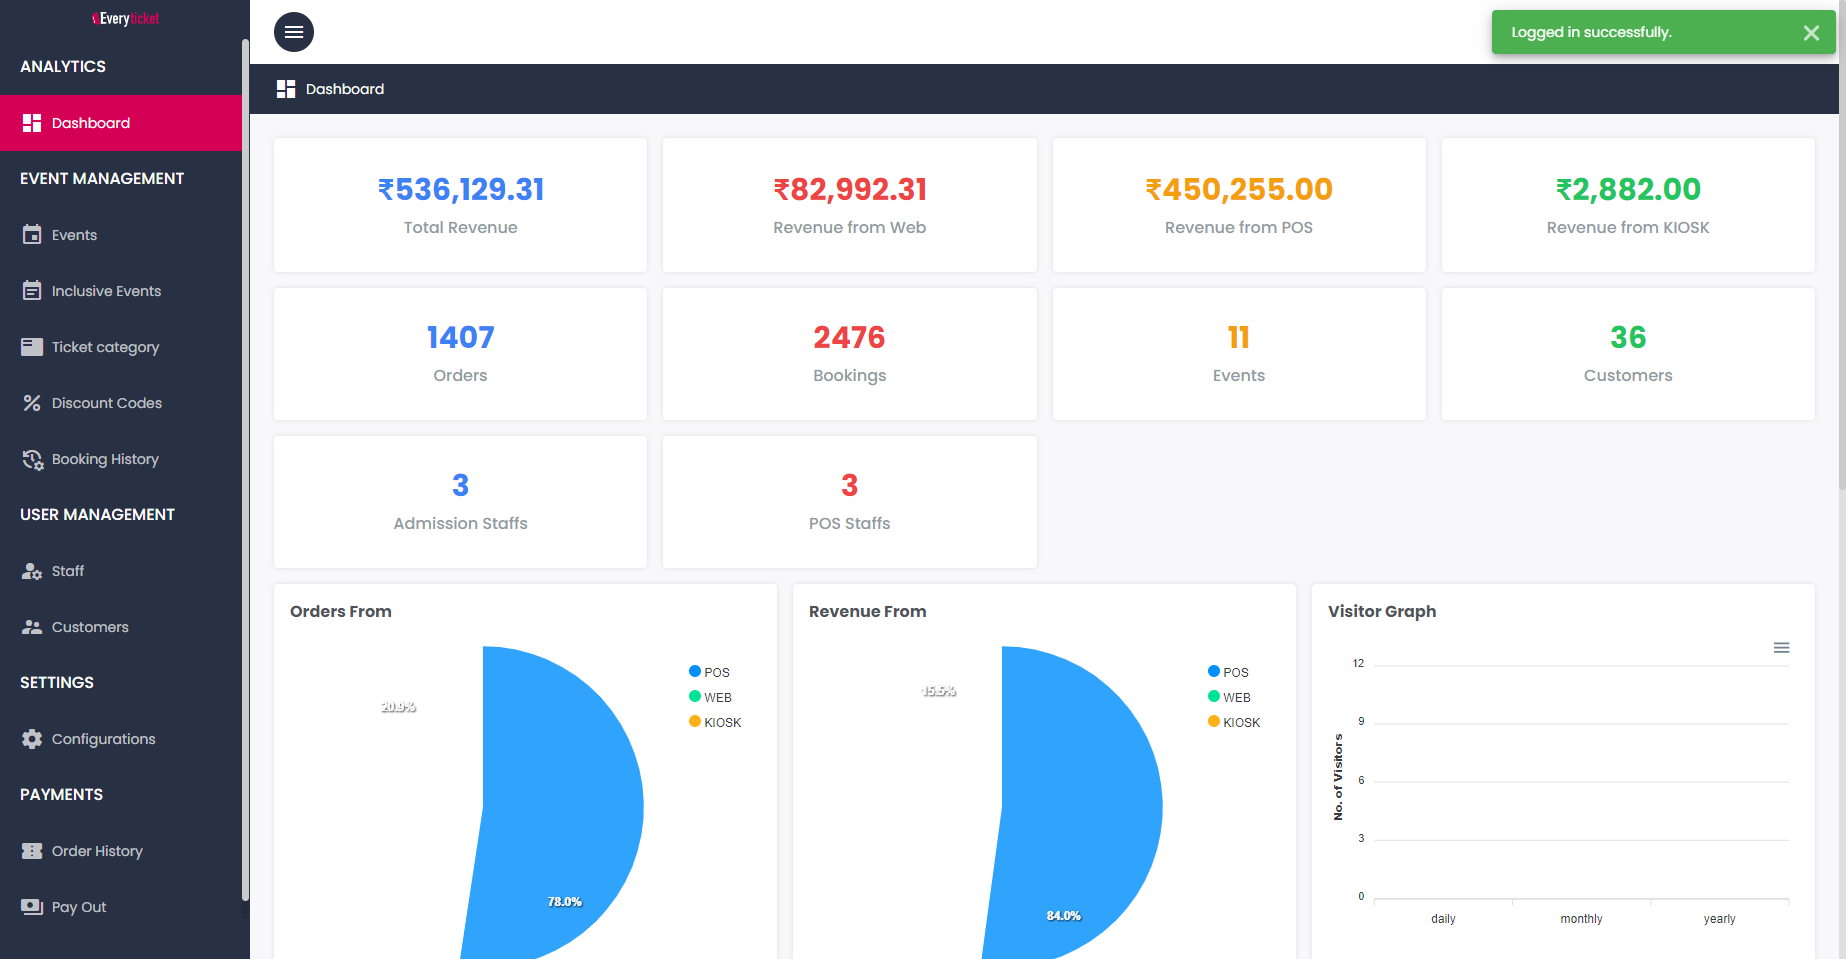 Everyticket
Logged in successfully.
ANALYTICS
Dashboard
EVENT MANAGEMENT
Events
Inclusive Events
Ticket category
Discount Codes
Booking History
USER MANAGEMENT
Staff
Customers
SETTINGS
Configurations
PAYMENTS
Order History
Pay Out
Dashboard
₹536,129.31
Total Revenue
₹82,992.31
Revenue from Web
₹450,255.00
Revenue from POS
₹2,882.00
Revenue from KIOSK
1407
Orders
2476
Bookings
11
Events
36
Customers
3
Admission Staffs
3
POS Staffs
Orders From
20.9%
78.0%
POS
WEB
KIOSK
Revenue From
15.5%
84.0%
POS
WEB
KIOSK
Visitor Graph
No. of Visitors
12
9
6
3
0
daily
monthly
yearly